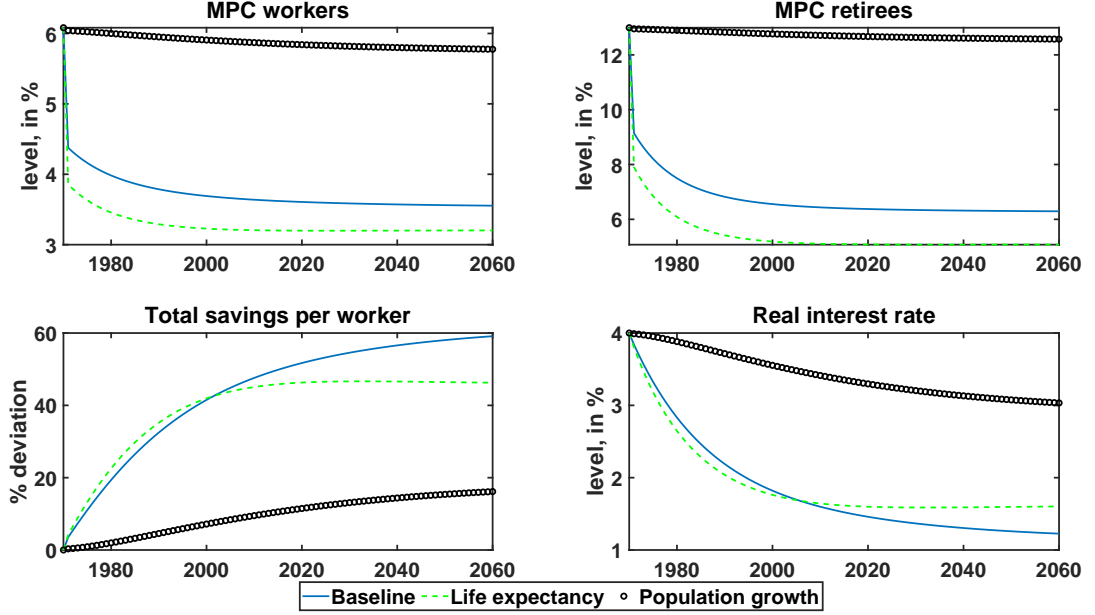 MPC workers
level, in %
6
5
4
3
1980 2000 2020 2040 2060
MPC retirees
level, in %
12
10
8
6
1980 2000 2020 2040 2060
Total savings per worker
% deviation
60
40
20
0
1980 2000 2020 2040 2060
Real interest rate
level, in %
4
3
2
1
1980 2000 2020 2040 2060
Baseline Life expectancy Population growth